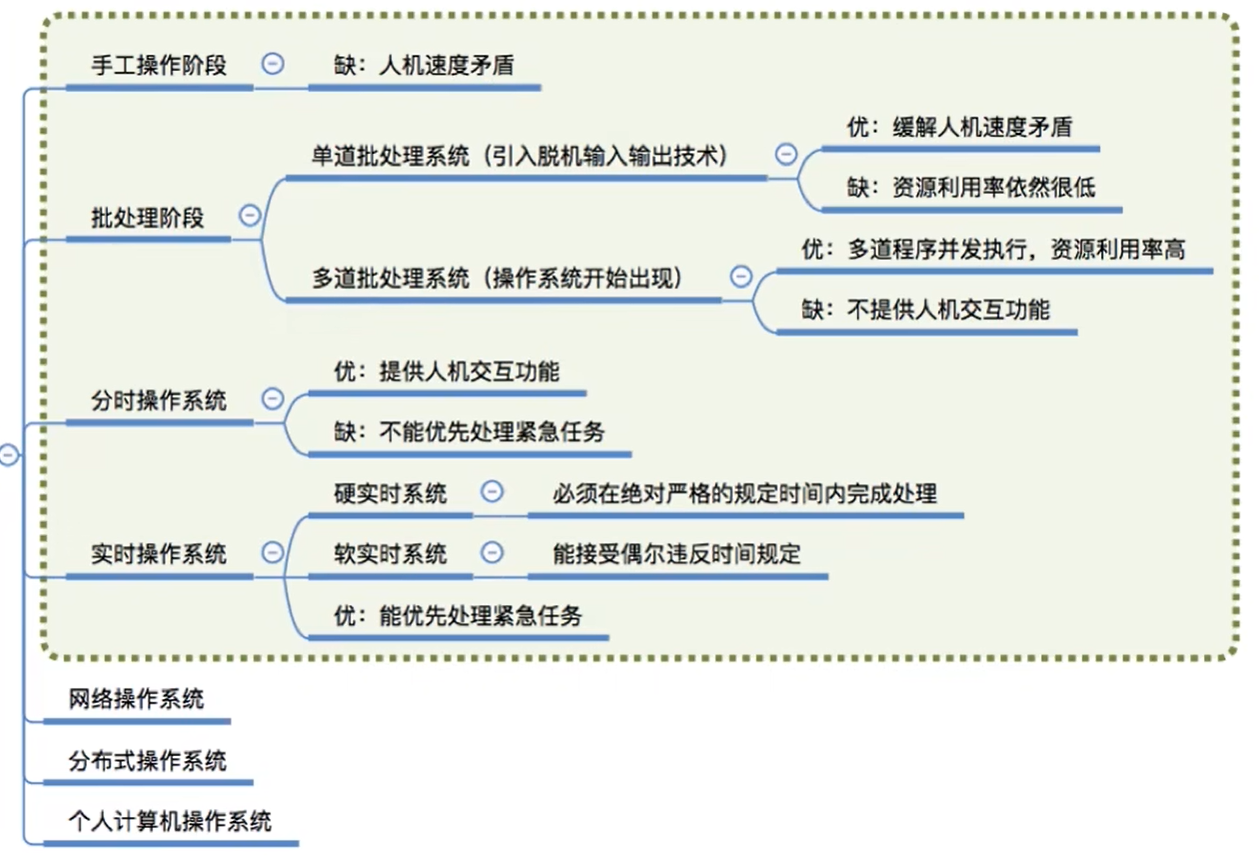 手工操作阶段
缺：人机速度矛盾
批处理阶段
单道批处理系统（引入脱机输入输出技术）
优：缓解人机速度矛盾
缺：资源利用率依然很低
多道批处理系统（操作系统开始出现）
优：多道程序并发执行，资源利用率高
缺：不提供人机交互功能
分时操作系统
优：提供人机交互功能
缺：不能优先处理紧急任务
实时操作系统
硬实时系统
必须在绝对严格的规定时间内完成处理
软实时系统
能接受偶尔违反时间规定
优：能优先处理紧急任务
网络操作系统
分布式操作系统
个人计算机操作系统